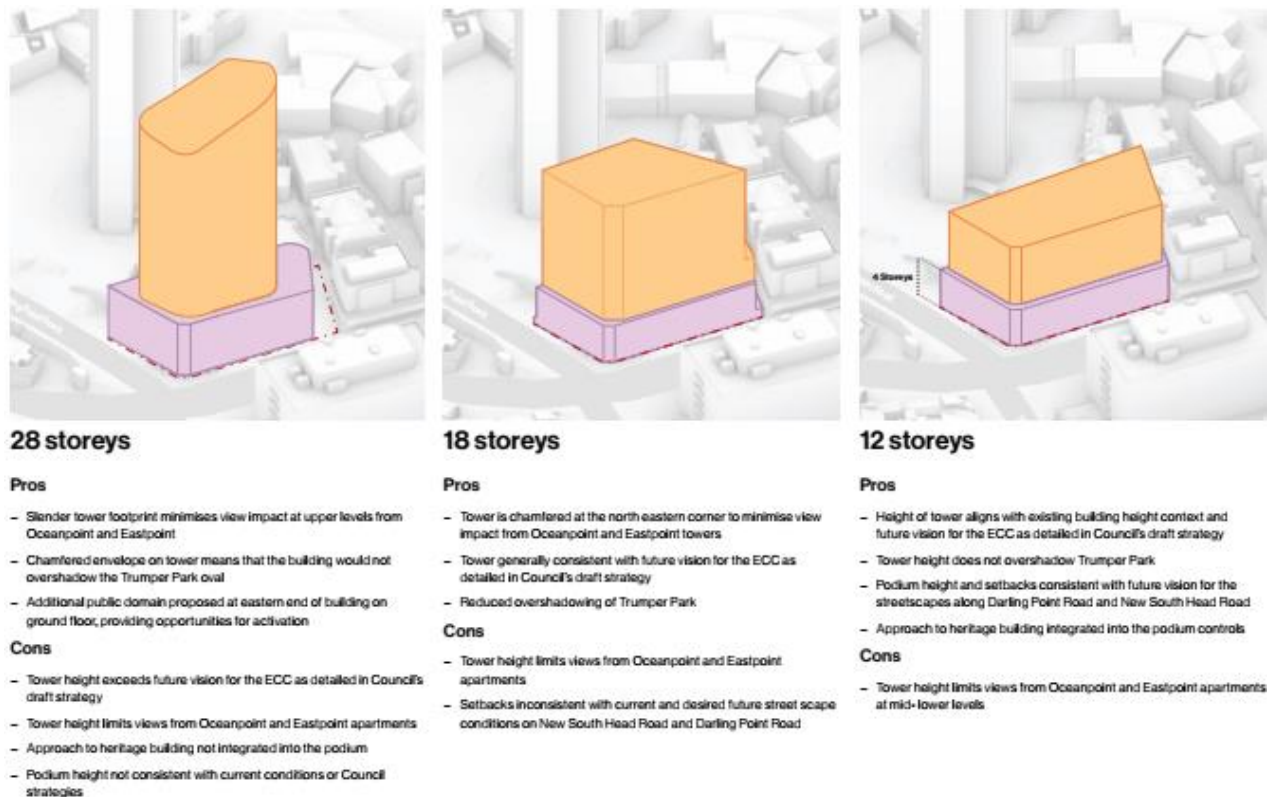 4 Storeys
28 storeys
Pros
– Slender tower footprint minimises view impact at upper levels from
Oceanpoint and Eastpoint
– Chamfered envelope on tower means that the building would not
overshadow the Trumper Park oval
– Additional public domain proposed at eastern end of building on
ground floor, providing opportunities for activation
Cons
– Tower height exceeds future vision for the ECC as detailed in Council's
draft strategy
– Tower height limits views from Oceanpoint and Eastpoint apartments
– Approach to heritage building not integrated into the podium
– Podium height not consistent with current conditions or Council
strategies
18 storeys
Pros
– Tower is chamfered at the north eastern corner to minimise view
impact from Oceanpoint and Eastpoint towers
– Tower generally consistent with future vision for the ECC as
detailed in Council's draft strategy
– Reduced overshadowing of Trumper Park
Cons
– Tower height limits views from Oceanpoint and Eastpoint
apartments
– Setbacks inconsistent with current and desired future street scape
conditions on New South Head Road and Darling Point Road
12 storeys
Pros
– Height of tower aligns with existing building height context and
future vision for the ECC as detailed in Council's draft strategy
– Tower height does not overshadow Trumper Park
– Podium height and setbacks consistent with future vision for the
streetscapes along Darling Point Road and New South Head Road
– Approach to heritage building integrated into the podium controls
Cons
– Tower height limits views from Oceanpoint and Eastpoint apartments
at mid-lower levels